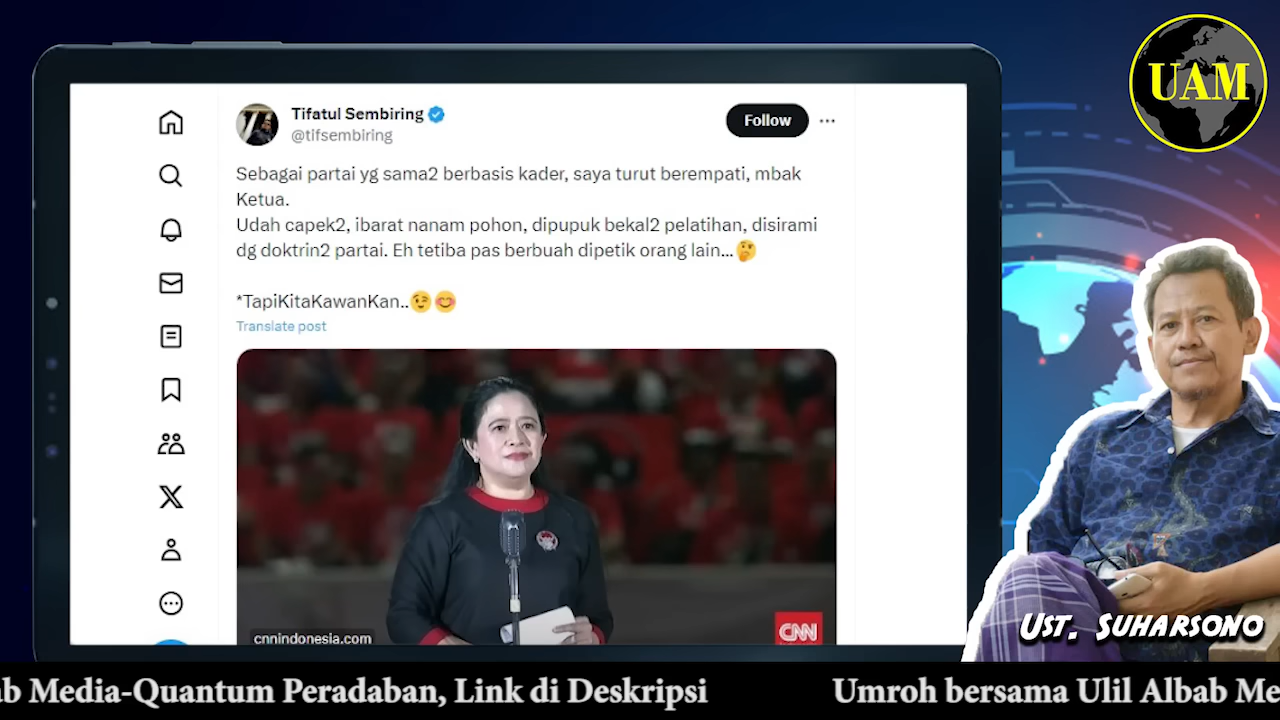 Tifatul Sembiring
@tifsembiring
Follow
Sebagai partai yg sama2 berbasis kader, saya turut berempati, mbak
Ketua.
Udah capek2, ibarat nanam pohon, dipupuk bekal2 pelatihan, disirami
dg doktrin2 partai. Eh tetiba pas berbuah dipetik orang lain...🤔
*TapiKitaKawanKan..😉😊
Translate post
cnnindonesia.com
CNN
UAM
UST. SUHARSONO
ab Media-Quantum Peradaban, Link di Deskripsi
Umroh bersama Ulil Albab Me